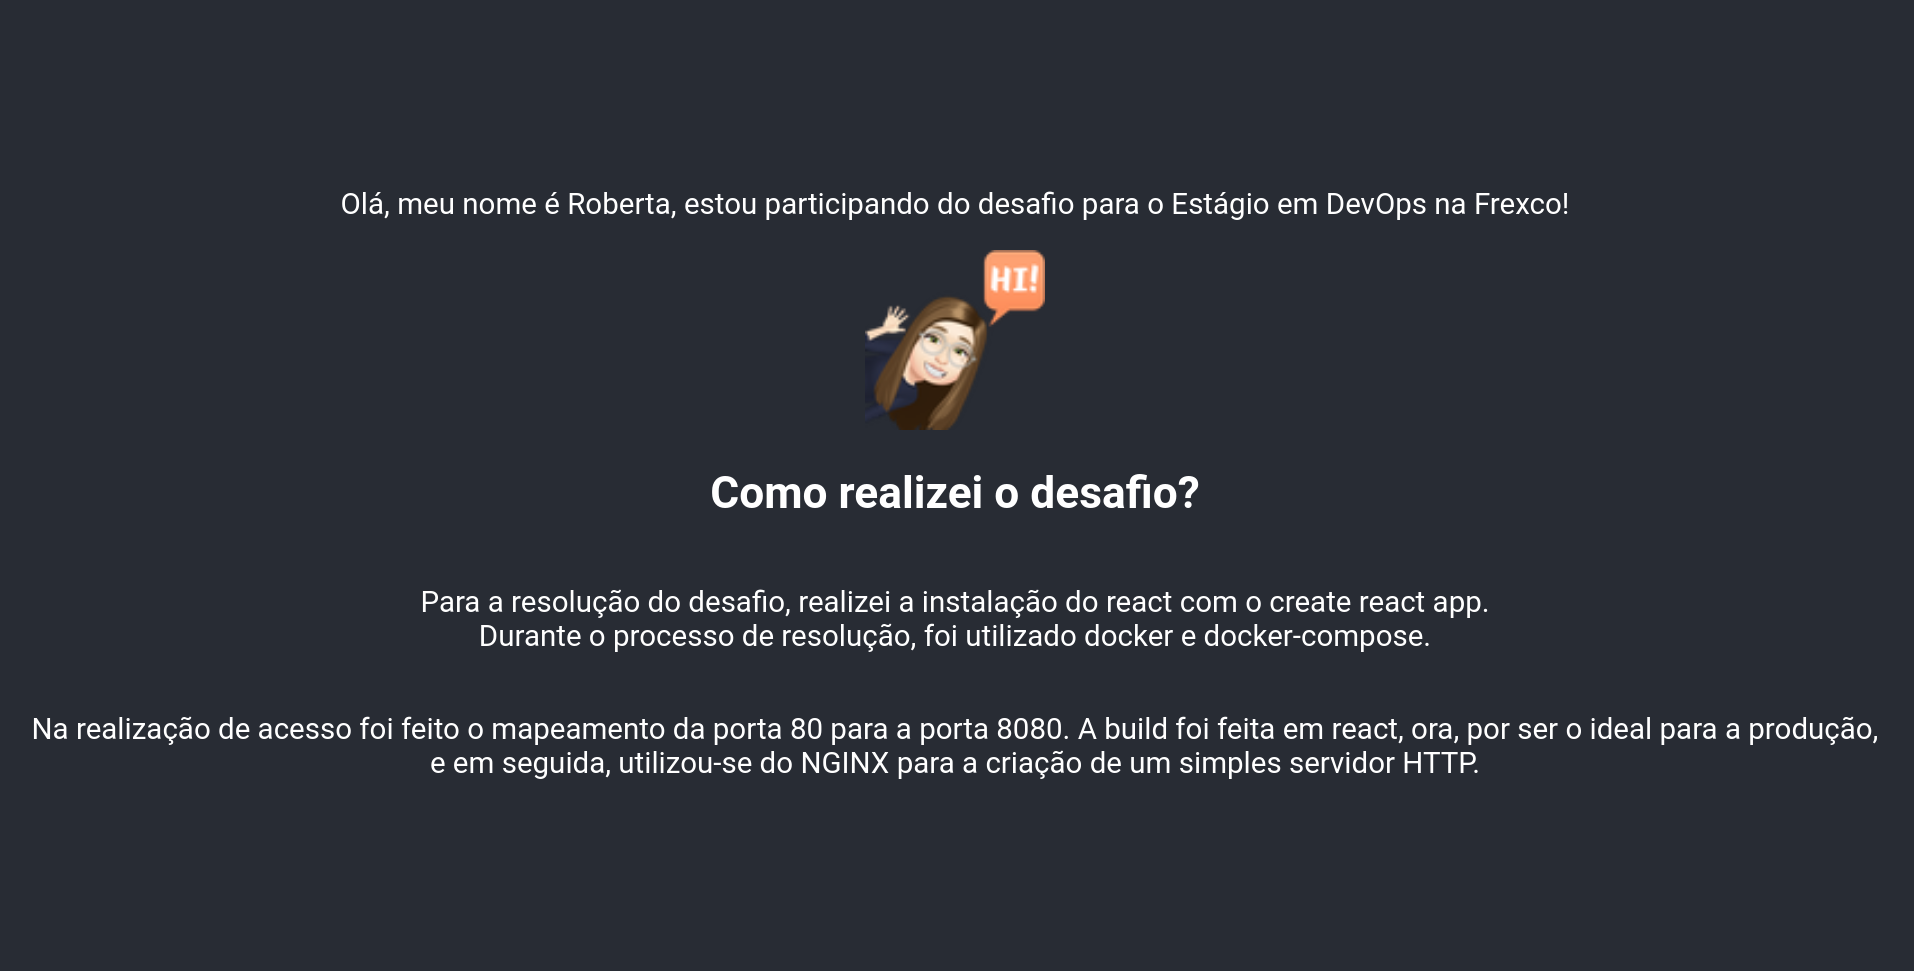 Olá, meu nome é Roberta, estou participando do desafio para o Estágio em DevOps na Frexco!
HI!
Como realizei o desafio?
Para a resolução do desafio, realizei a instalação do react com o create react app.
Durante o processo de resolução, foi utilizado docker e docker-compose.
Na realização de acesso foi feito o mapeamento da porta 80 para a porta 8080. A build foi feita em react, ora, por ser o ideal para a produção,
e em seguida, utilizou-se do NGINX para a criação de um simples servidor HTTP.